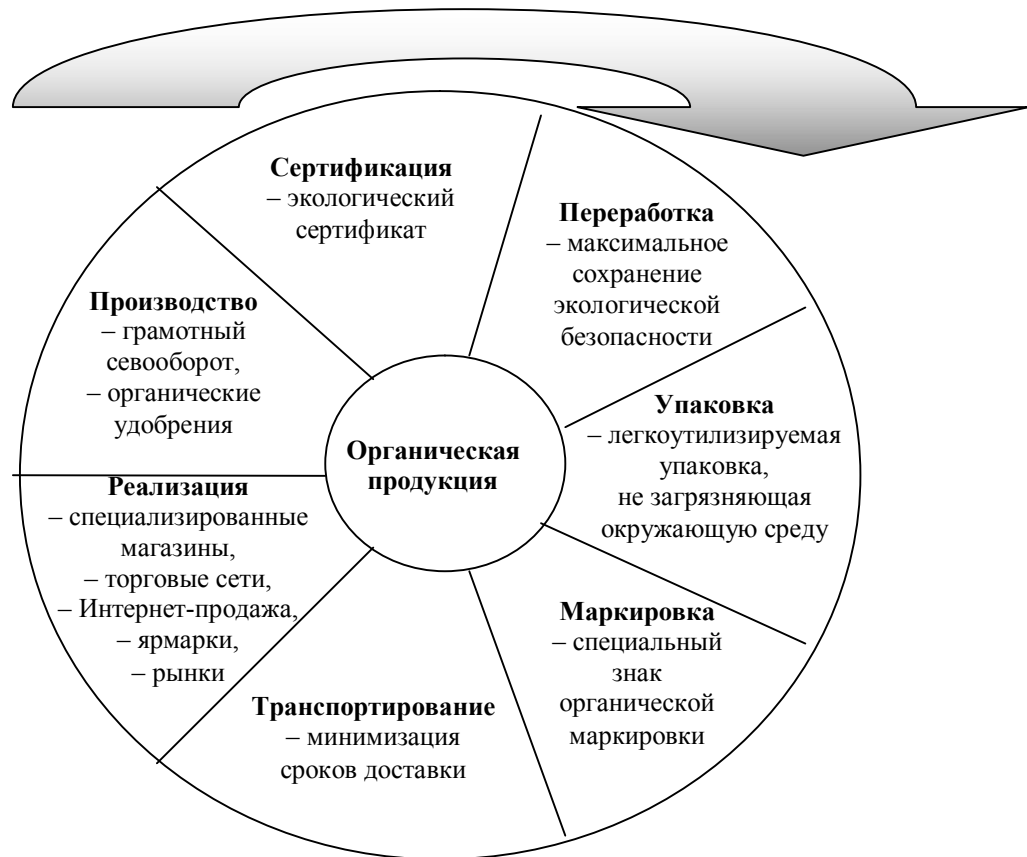 Сертификация
– экологический
сертификат
Переработка
– максимальное
сохранение
экологической
безопасности
Упаковка
– легкоутилизируемая
упаковка,
не загрязняющая
окружающую среду
Маркировка
– специальный
знак
органической
маркировки
Транспортирование
– минимизация
сроков доставки
Реализация
– специализированные
магазины,
– торговые сети,
– Интернет-продажа,
– ярмарки,
– рынки
Производство
– грамотный
севооборот,
– органические
удобрения
Органическая
продукция